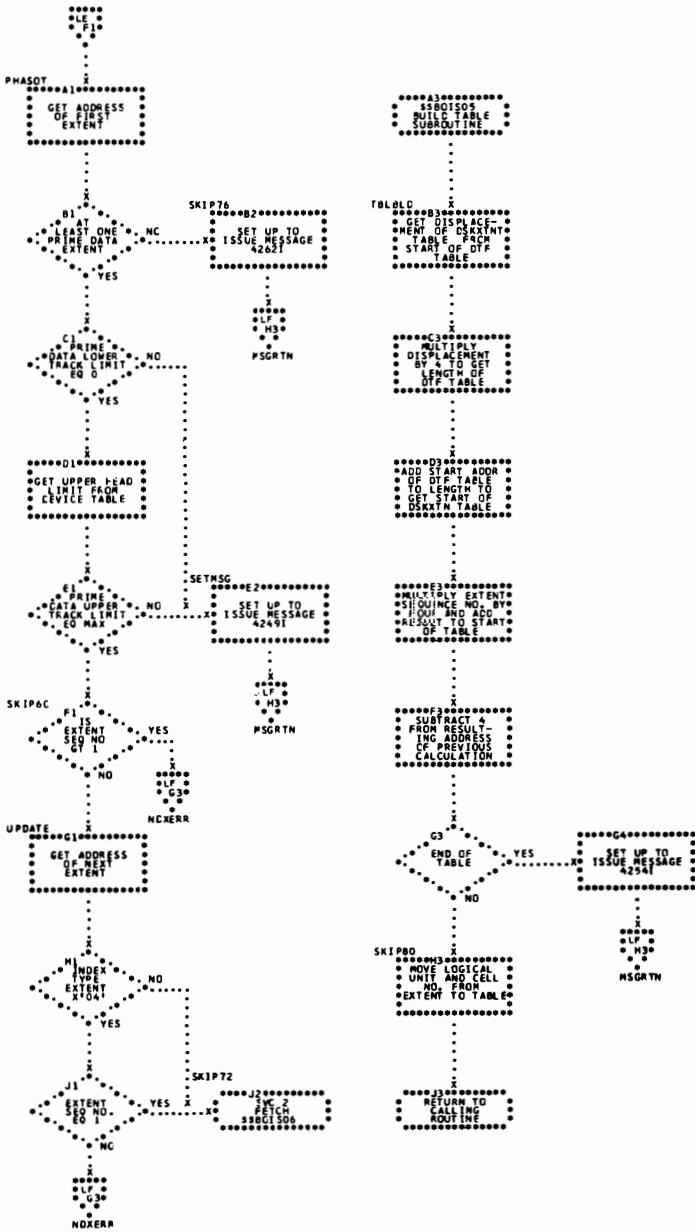 LE
F1
PHASOT
A1
GET ADDRESS
OF FIRST
EXTENT
B1
AT
LEAST ONE
PRIME DATA
EXTENT
NC
YES
SKIP76
B2
SET UP TO
ISSUE MESSAGE
4262I
LF
H3
MSGRTN
C1
PRIME
DATA LOWER
TRACK LIMIT
EQ 0
NO
YES
D1
GET UPPER HEAD
LIMIT FROM
DEVICE TABLE
E1
PRIME
DATA UPPER
TRACK LIMIT
EQ MAX
NO
YES
SETMSG
E2
SET UP TO
ISSUE MESSAGE
4249I
LF
H3
MSGRTN
SKIP6C
F1
IS
EXTENT
SEQ NO
GT 1
YES
NO
LF
G3
NDXERR
UPDATE
G1
GET ADDRESS
OF NEXT
EXTENT
H1
INDEX
TYPE
EXTENT
X'04'
NO
YES
SKIP72
J1
EXTENT
SEQ NO.
EQ 1
YES
NO
J2
SVC 2
FETCH
$$BOIS06
LF
G3
NDXERR
A3
$$BOIS05
BUILD TABLE
SUBROUTINE
TBLBLD
B3
GET DISPLACE-
MENT OF DSKXTNT
TABLE FROM
START OF DTF
TABLE
C3
MULTIPLY
DISPLACEMENT
BY 4 TO GET
LENGTH OF
DTF TABLE
D3
ADD START ADDR
OF DTF TABLE
TO LENGTH TO
GET START OF
DSKXTN TABLE
E3
MULTIPLY EXTENT
SEQUENCE NO. BY
FOUR AND ADD
RESULT TO START
OF TABLE
F3
SUBTRACT 4
FROM RESULT-
ING ADDRESS
OF PREVIOUS
CALCULATION
G3
END OF
TABLE
YES
NO
G4
SET UP TO
ISSUE MESSAGE
4254I
LF
H3
MSGRTN
SKIP80
H3
MOVE LOGICAL
UNIT AND CELL
NO. FROM
EXTENT TO TABLE
J3
RETURN TO
CALLING
ROUTINE